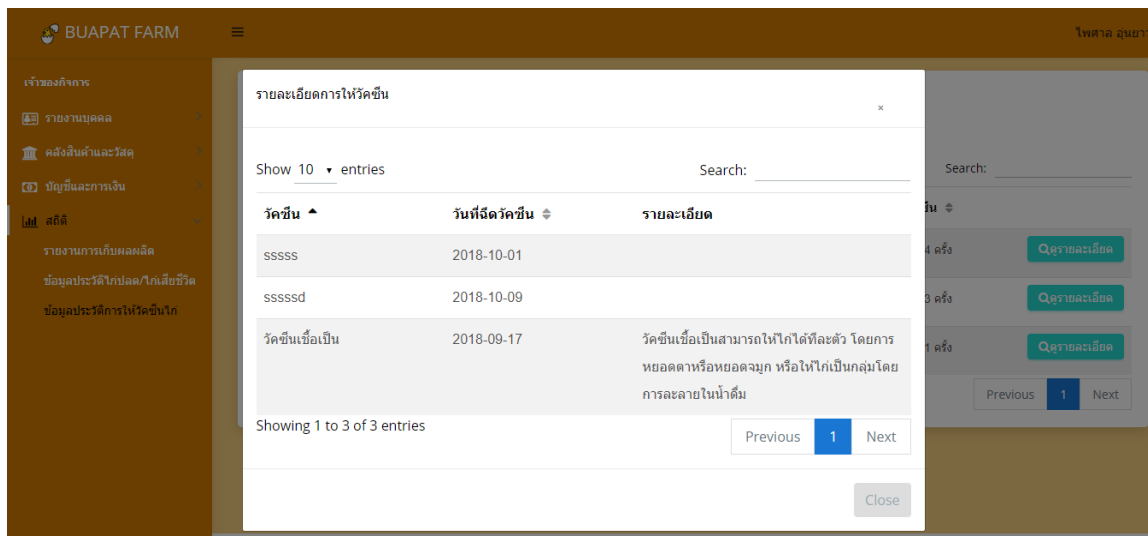 BUAPAT FARM
ไพศาล อุ่นยา
เจ้าของกิจการ
รายงานบุคคล
คลังสินค้าและวัสดุ
บัญชีและการเงิน
สถิติ
รายงานการเก็บผลผลิต
ข้อมูลประวัติไก่ปลด/ไก่เสียชีวิต
ข้อมูลประวัติการให้วัคซีนไก่
รายละเอียดการให้วัคซีน
×
Show 10 entries
Search:
วัคซีน วันที่ฉีดวัคซีน รายละเอียด
sssss 2018-10-01
sssssd 2018-10-09
วัคซีนเชื้อเป็น 2018-09-17 วัคซีนเชื้อเป็นสามารถให้ไก่ได้ทีละตัว โดยการ
หยอดตาหรือหยอดจมูก หรือให้ไก่เป็นกลุ่มโดย
การละลายในน้ำดื่ม
Showing 1 to 3 of 3 entries
Previous 1 Next
Close
Search:
4 ครั้ง ดูรายละเอียด
3 ครั้ง ดูรายละเอียด
1 ครั้ง ดูรายละเอียด
Previous 1 Next